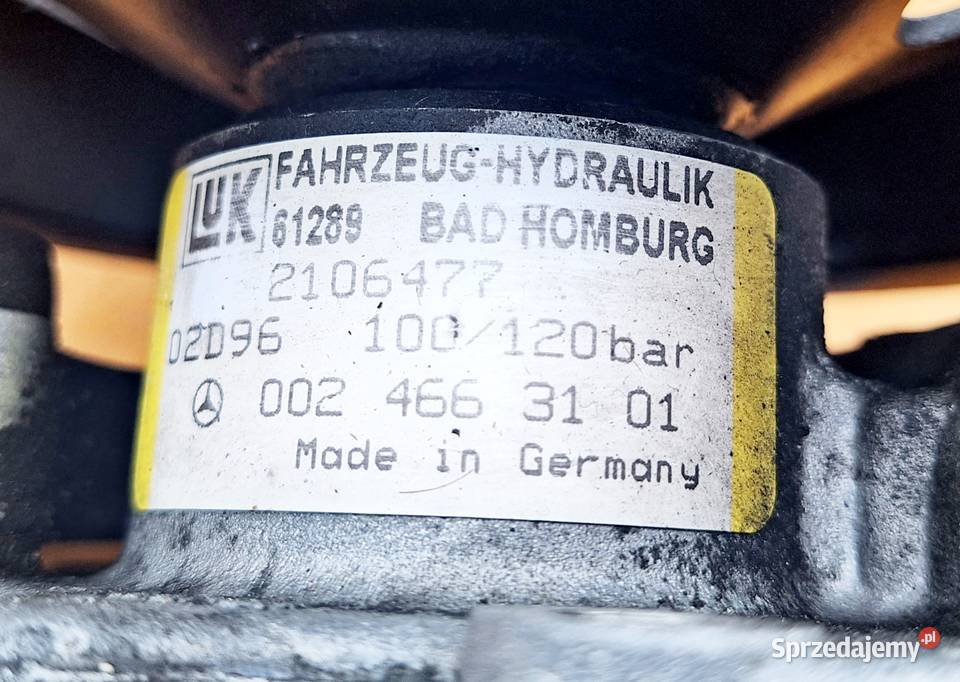 LUK FAHRZEUG-HYDRAULIK
61289 BAD HOMBURG
2106477
02D96 100/120bar
002 466 31 01
Made in Germany
Sprzedajemy.pl